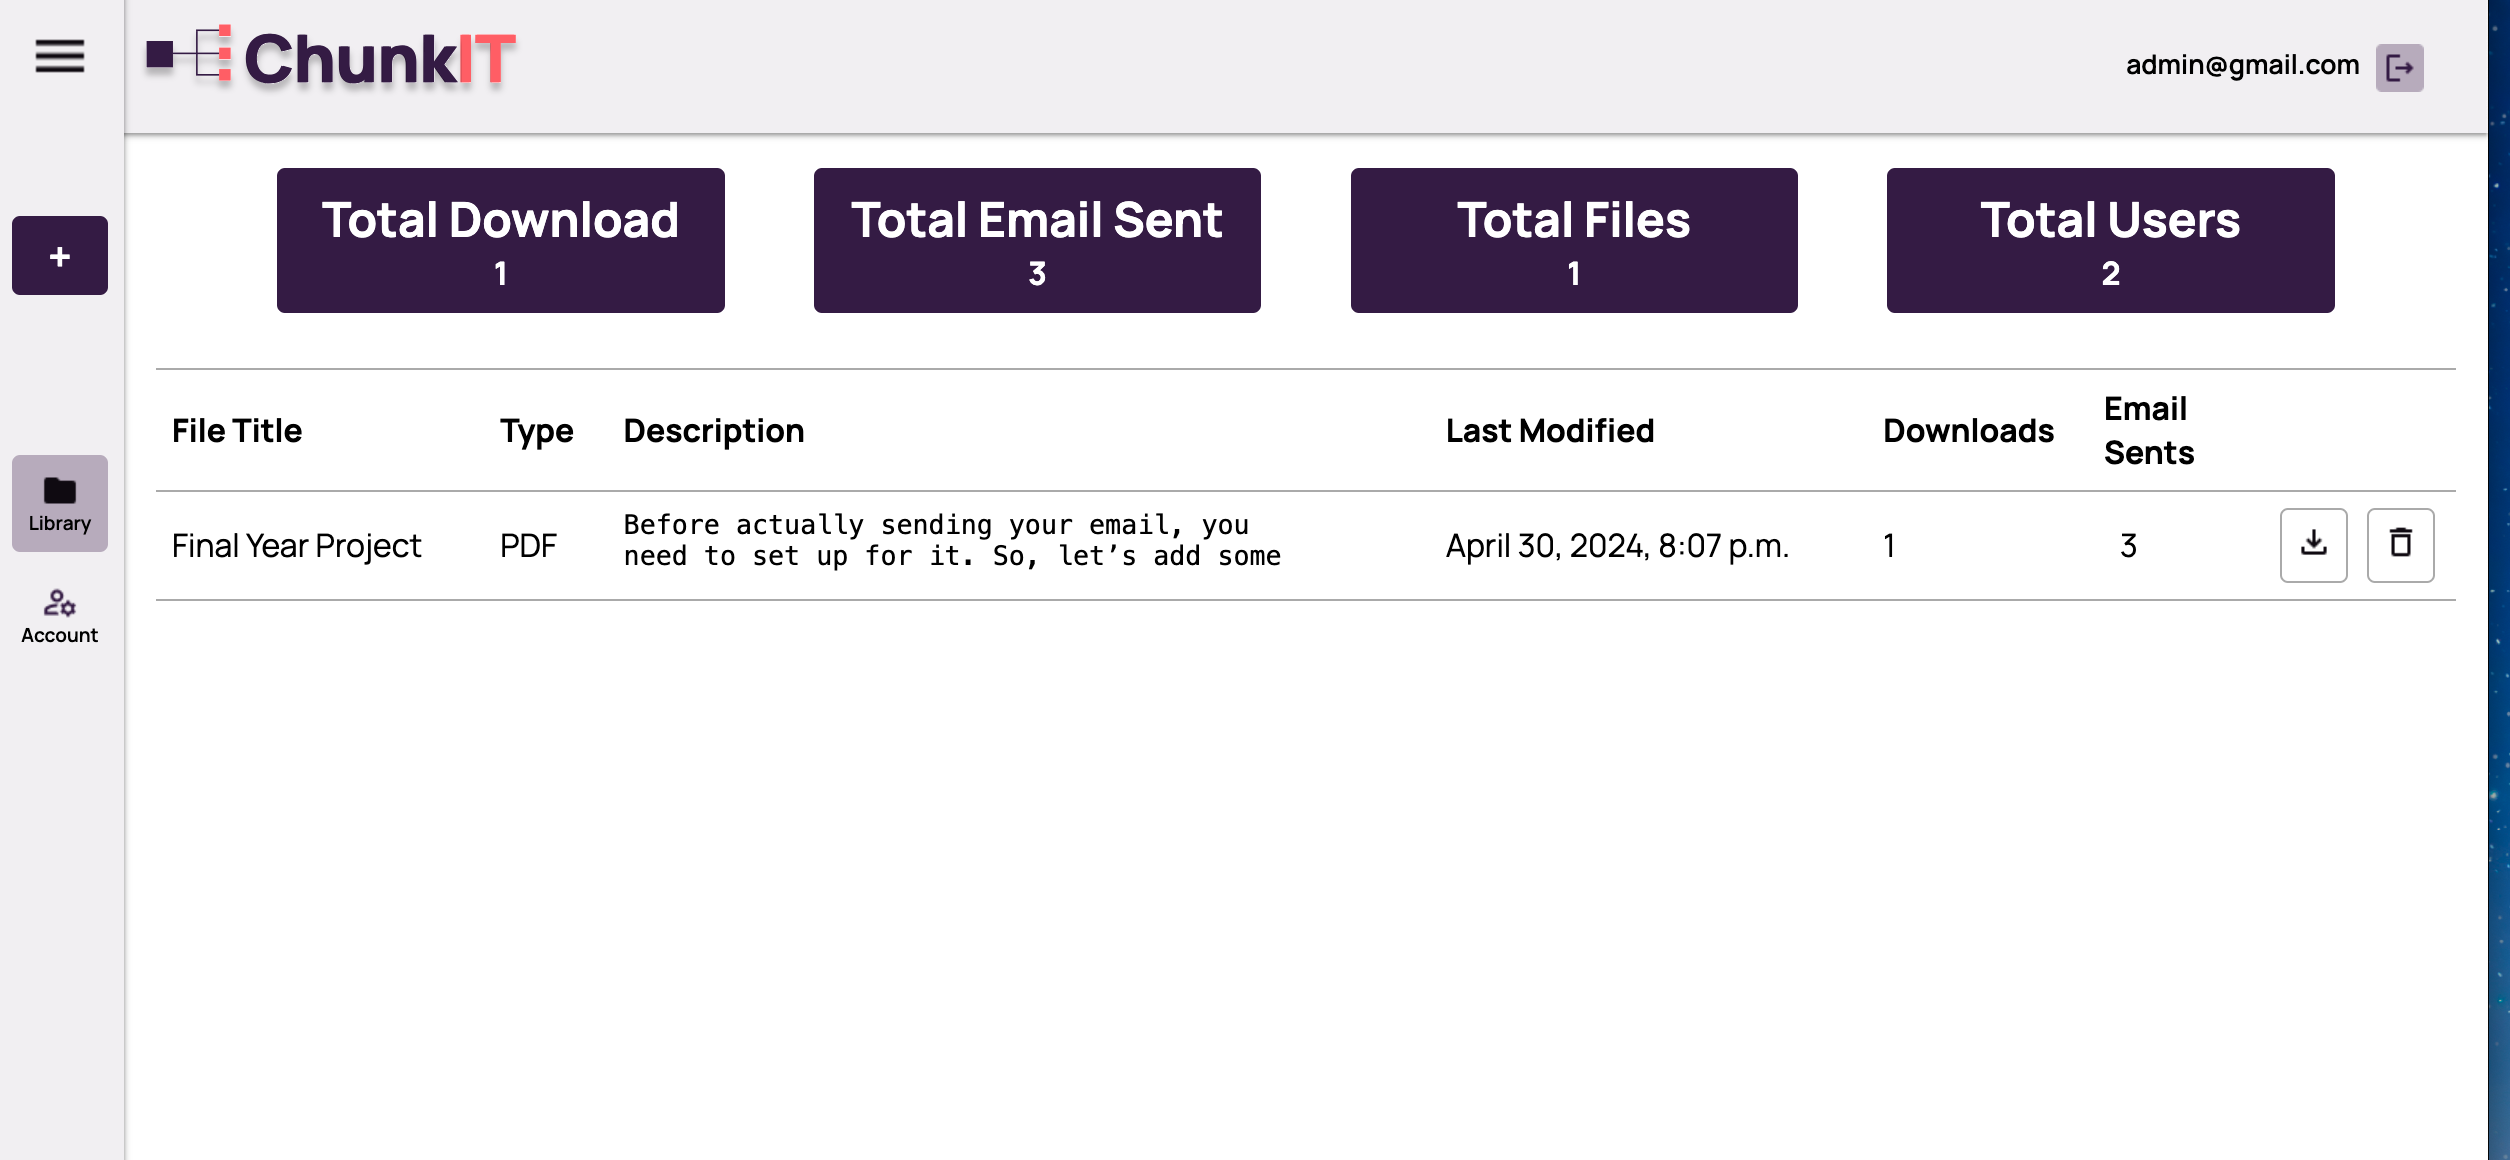 ChunkIT
admin@gmail.com
+
Total Download
1
Total Email Sent
3
Total Files
1
Total Users
2
Library
Account
File Title
Type
Description
Last Modified
Downloads
Email
Sents
Final Year Project
PDF
Before actually sending your email, you
need to set up for it. So, let’s add some
April 30, 2024, 8:07 p.m.
1
3